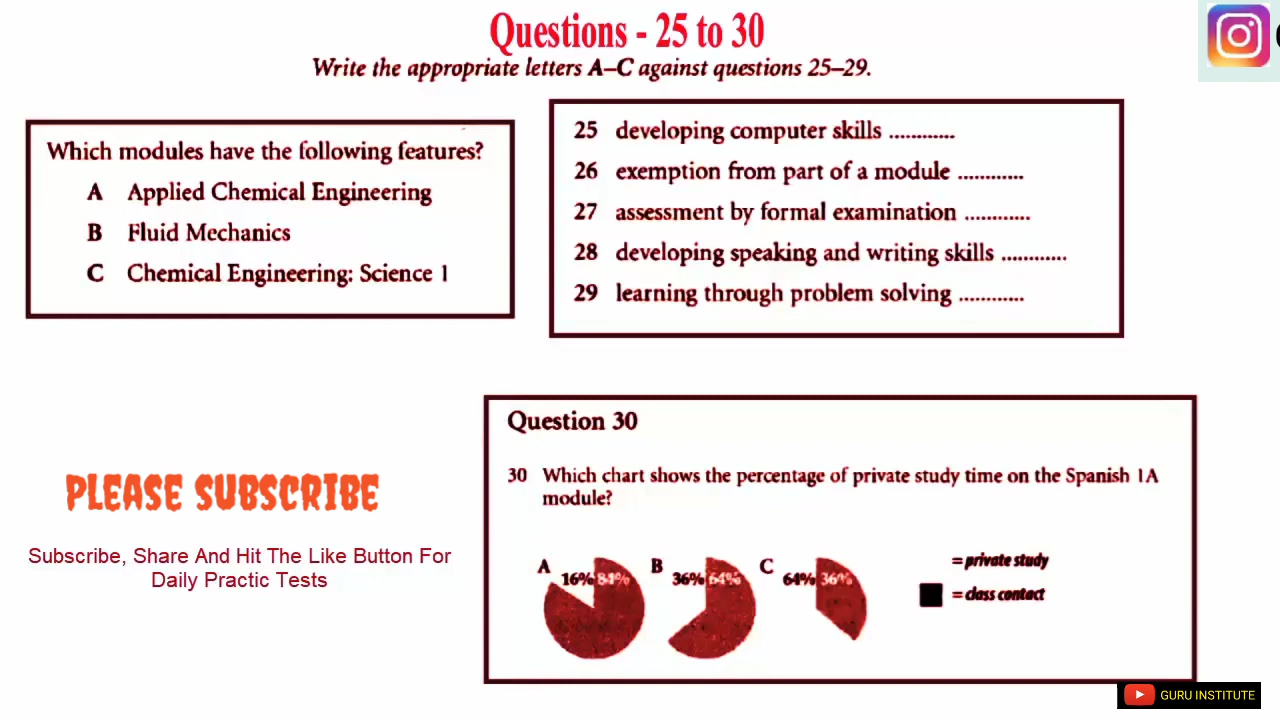 Questions - 25 to 30
Write the appropriate letters A–C against questions 25–29.
Which modules have the following features?
A Applied Chemical Engineering
B Fluid Mechanics
C Chemical Engineering: Science 1
25 developing computer skills ............
26 exemption from part of a module ............
27 assessment by formal examination ............
28 developing speaking and writing skills ............
29 learning through problem solving ............
Question 30
30 Which chart shows the percentage of private study time on the Spanish 1A
module?
A 16% 84%
B 36% 64%
C 64% 36%
= private study
= class contact
PLEASE SUBSCRIBE
Subscribe, Share And Hit The Like Button For
Daily Practic Tests
GURU INSTITUTE